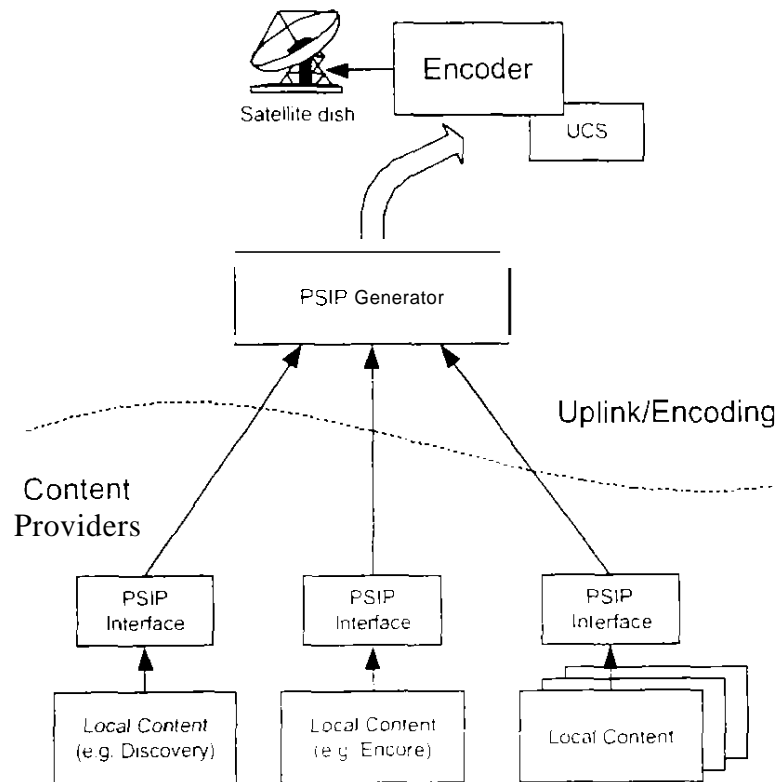 Encoder
Satellite dish
UCS
PSIP Generator
Uplink/Encoding
Content
Providers
PSIP
Interface
PSIP
Interface
PSIP
Interface
Local Content
(e.g. Discovery)
Local Content
(e.g. Encore)
Local Content